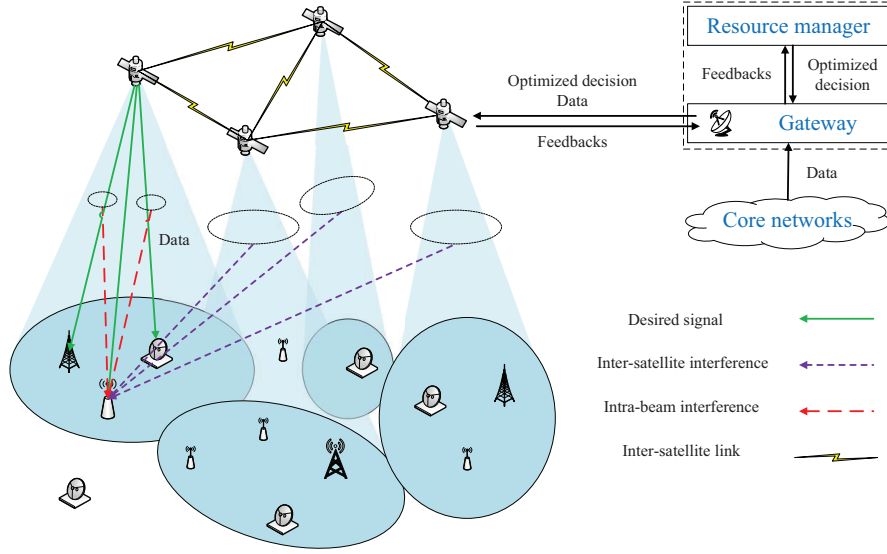 Resource manager
Feedbacks
Optimized
decision
Optimized decision
Data
Gateway
Feedbacks
Data
Core networks
Data
Desired signal
Inter-satellite interference
Intra-beam interference
Inter-satellite link